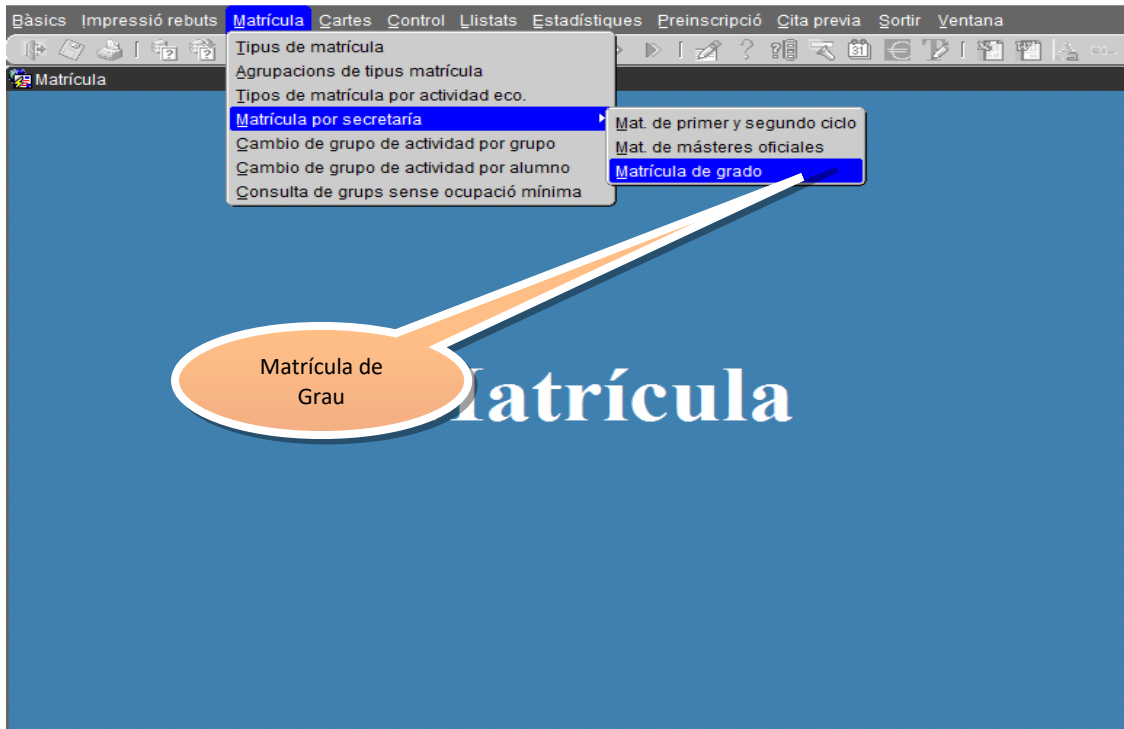 Bàsics Impressió rebuts Matrícula Cartes Control Llistats Estadístiques Preinscripció Cita previa Sortir Ventana
Matrícula
Tipus de matrícula
Agrupacions de tipus matrícula
Tipos de matrícula por actividad eco.
Matrícula por secretaría
Cambio de grupo de actividad por grupo
Cambio de grupo de actividad por alumno
Consulta de grups sense ocupació mínima
Mat. de primer y segundo ciclo
Mat. de másteres oficiales
Matrícula de grado
Matrícula de
Grau
Matrícula